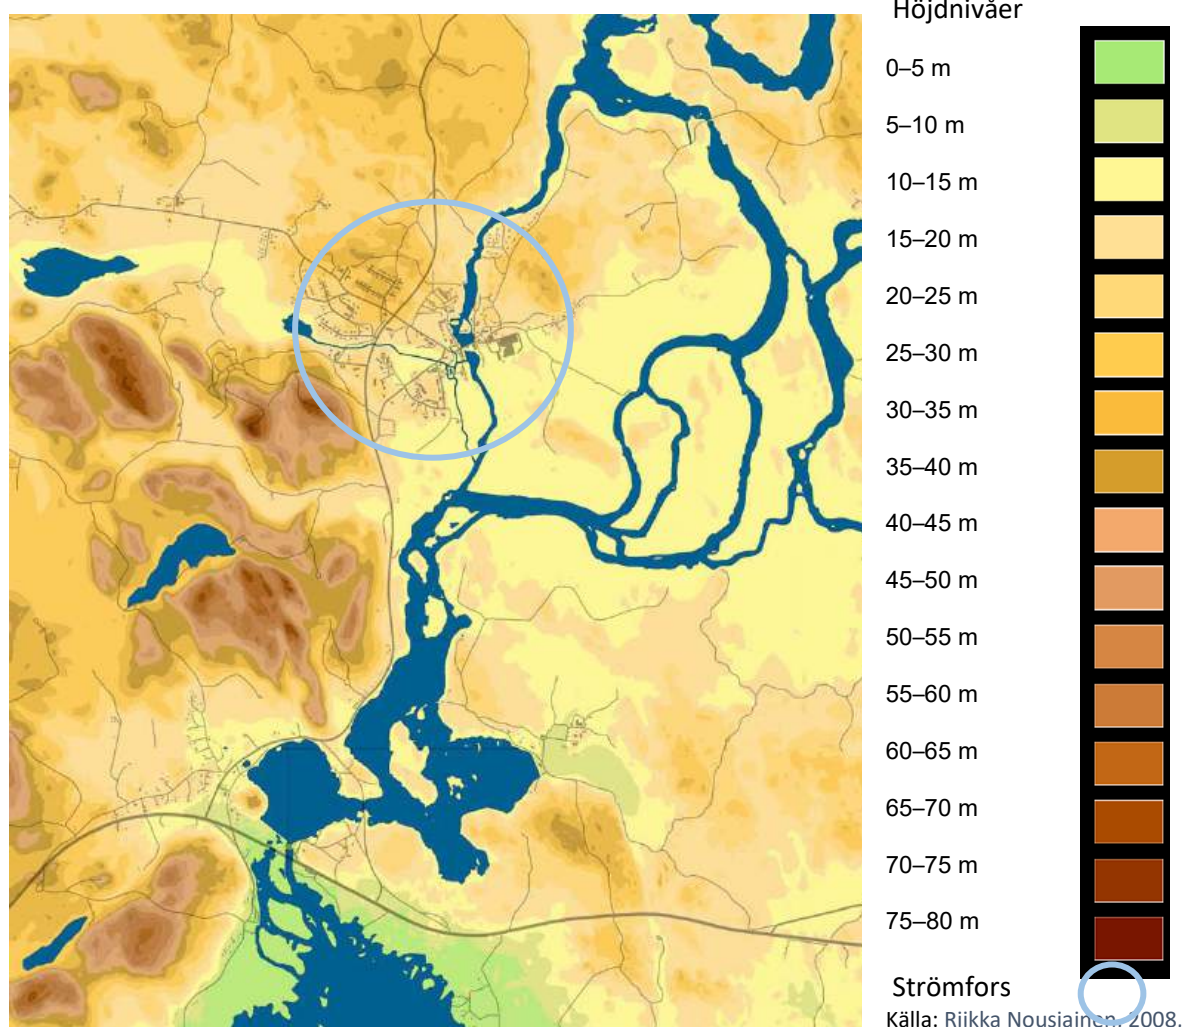 Höjdnivåer
0–5 m
5–10 m
10–15 m
15–20 m
20–25 m
25–30 m
30–35 m
35–40 m
40–45 m
45–50 m
50–55 m
55–60 m
60–65 m
65–70 m
70–75 m
75–80 m
Strömfors
Källa: Riikka Nousiainen, 2008.